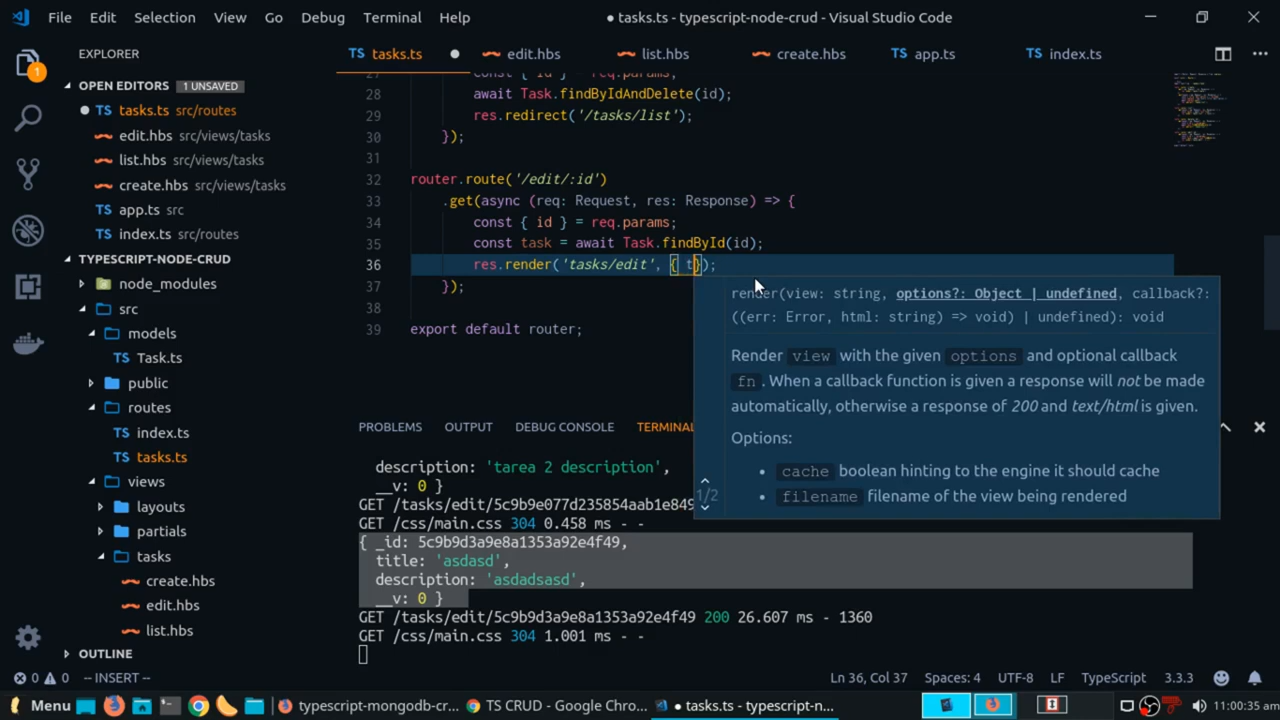 File Edit Selection View Go Debug Terminal Help
● tasks.ts - typescript-node-crud - Visual Studio Code
EXPLORER
TS tasks.ts ●
edit.hbs
list.hbs
create.hbs
TS app.ts
TS index.ts
1
OPEN EDITORS 1 UNSAVED
TS tasks.ts src/routes
edit.hbs src/views/tasks
list.hbs src/views/tasks
create.hbs src/views/tasks
TS app.ts src
TS index.ts src/routes
TYPESCRIPT-NODE-CRUD
node_modules
src
models
TS Task.ts
public
routes
TS index.ts
TS tasks.ts
views
layouts
partials
tasks
create.hbs
edit.hbs
list.hbs
OUTLINE
27 const { id } = req.params;
28 await Task.findByIdAndDelete(id);
29 res.redirect('/tasks/list');
30 });
31
32 router.route('/edit/:id')
33 .get(async (req: Request, res: Response) => {
34 const { id } = req.params;
35 const task = await Task.findById(id);
36 res.render('tasks/edit', { t});
37 });
38
39 export default router;
render(view: string, options?: Object | undefined, callback?:
((err: Error, html: string) => void) | undefined): void
Render view with the given options and optional callback
fn. When a callback function is given a response will not be made
automatically, otherwise a response of 200 and text/html is given.
Options:
• cache boolean hinting to the engine it should cache
• filename filename of the view being rendered
1/2
PROBLEMS OUTPUT DEBUG CONSOLE TERMINAL
description: 'tarea 2 description',
__v: 0 }
GET /tasks/edit/5c9b9e077d235854aab1e849
GET /css/main.css 304 0.458 ms - -
{ _id: 5c9b9d3a9e8a1353a92e4f49,
title: 'asdasd',
description: 'asdadsasd',
__v: 0 }
GET /tasks/edit/5c9b9d3a9e8a1353a92e4f49 200 26.607 ms - 1360
GET /css/main.css 304 1.001 ms - -
0 0 -- INSERT --
Ln 36, Col 37 Spaces: 4 UTF-8 LF TypeScript 3.3.3
Menu
typescript-mongodb-cr...
TS CRUD - Google Chro...
● tasks.ts - typescript-n...
11:00:35 am